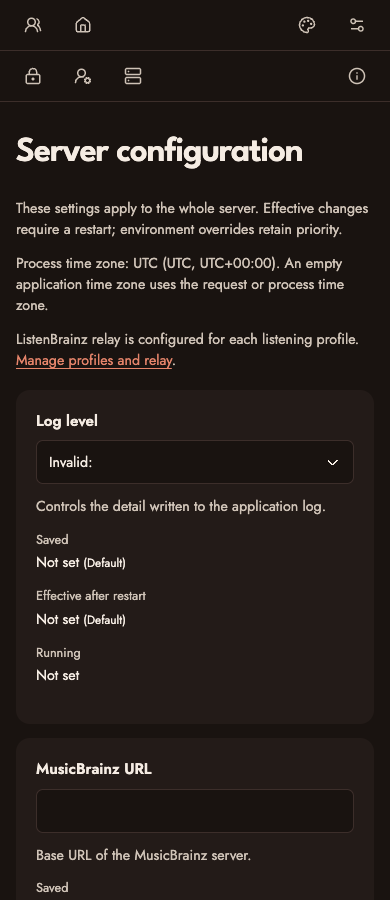 Server configuration
These settings apply to the whole server. Effective changes
require a restart; environment overrides retain priority.
Process time zone: UTC (UTC, UTC+00:00). An empty
application time zone uses the request or process time
zone.
ListenBrainz relay is configured for each listening profile.
Manage profiles and relay.
Log level
Invalid:
Controls the detail written to the application log.
Saved
Not set (Default)
Effective after restart
Not set (Default)
Running
Not set
MusicBrainz URL
Base URL of the MusicBrainz server.
Saved